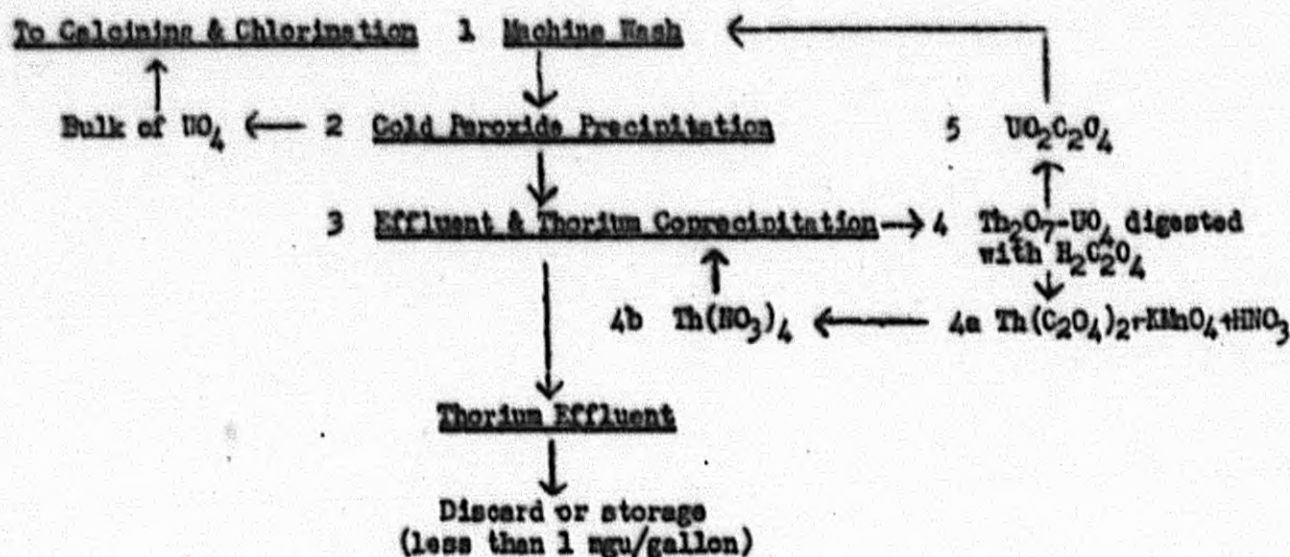 To Calcining & Chlorination 1 Machine Wash
Bulk of UO4 2 Cold Peroxide Precipitation 5 UO2C2O4
3 Effluent & Thorium Coprecipitation 4 Th2O7-UO4 digested
with H2C2O4
4b Th(NO3)4 4a Th(C2O4)2+KMnO4+HNO3
Thorium Effluent
Discard or storage
(less than 1 mgu/gallon)